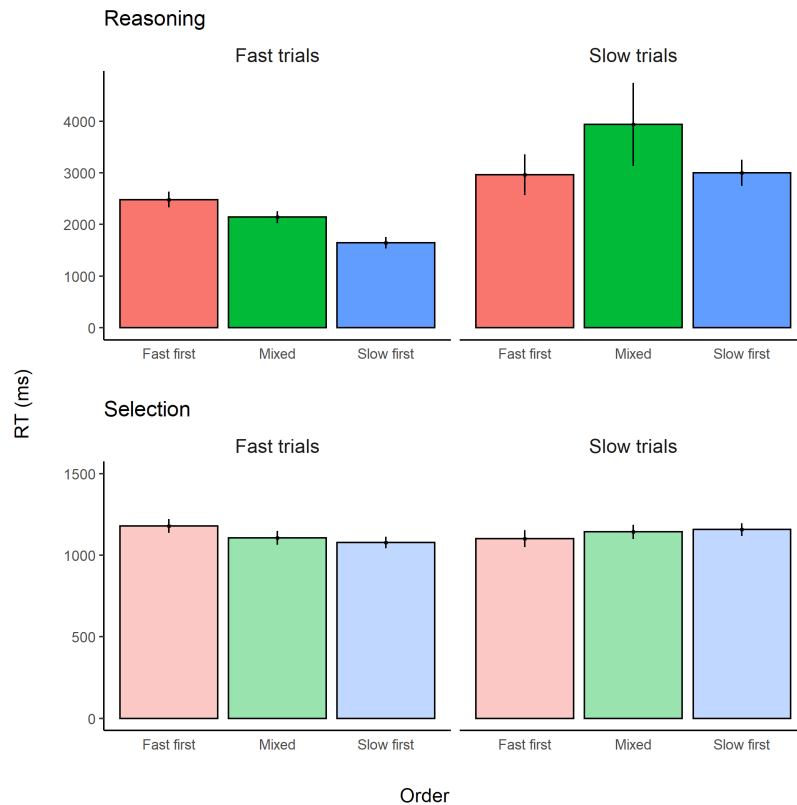 Reasoning
Fast trials
Slow trials
4000
3000
2000
1000
0
Fast first
Mixed
Slow first
Fast first
Mixed
Slow first
RT (ms)
Selection
Fast trials
Slow trials
1500
1000
500
0
Fast first
Mixed
Slow first
Fast first
Mixed
Slow first
Order